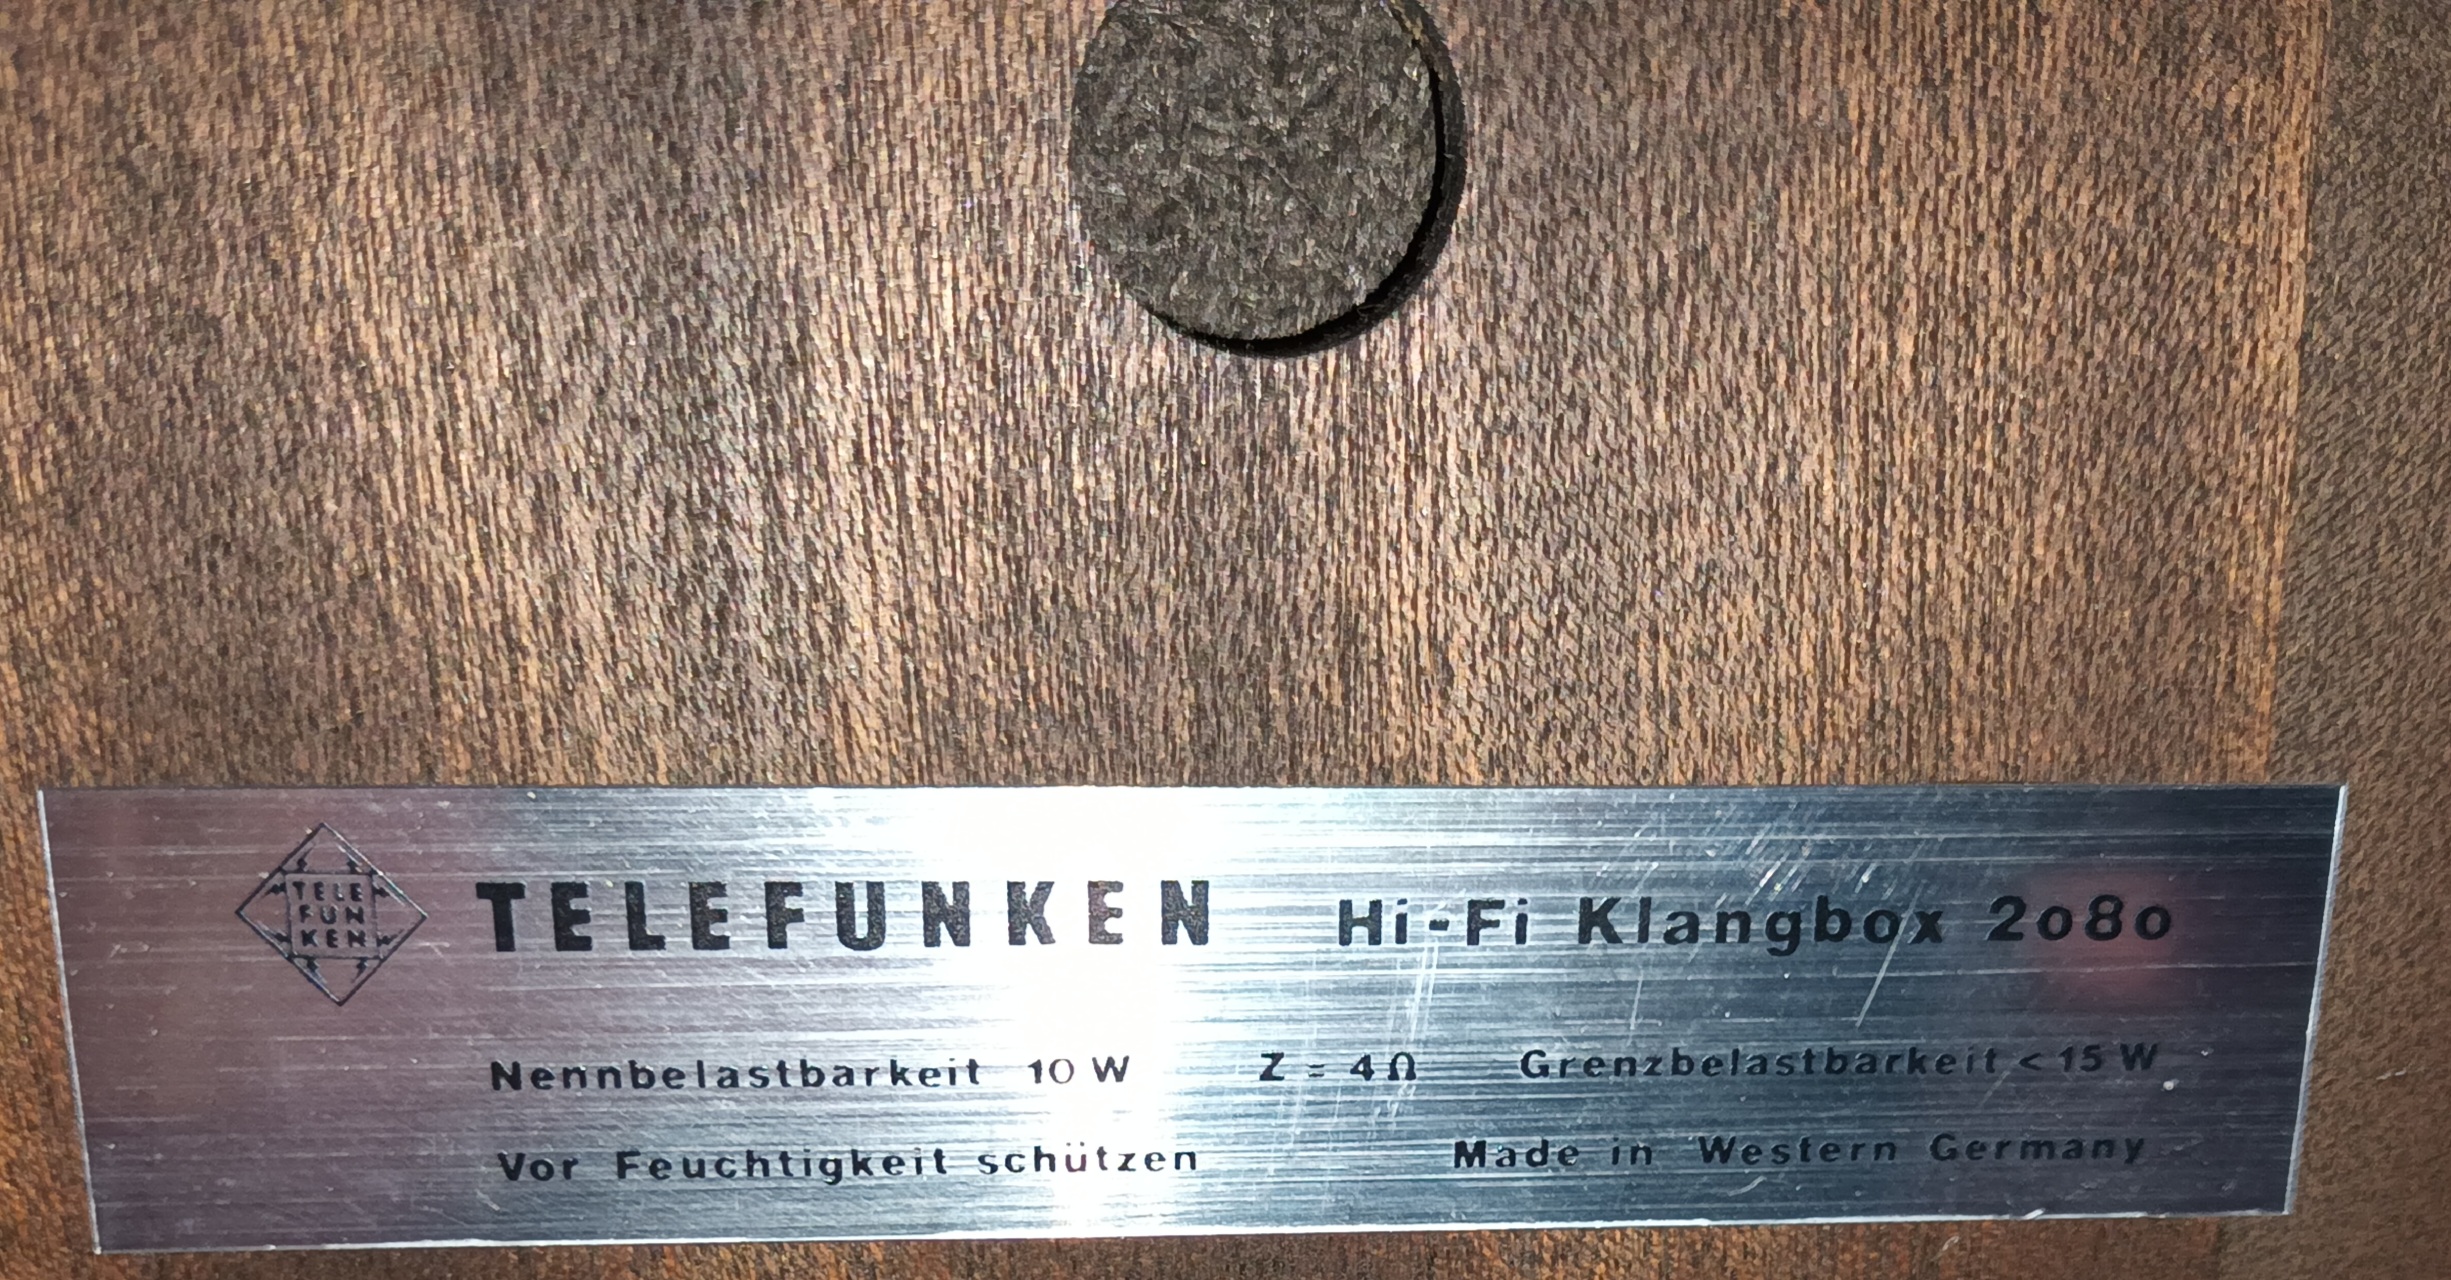 TELE
FUN
KEN
TELEFUNKEN Hi-Fi Klangbox 2080
Nennbelastbarkeit 10 W Z = 4 Ω Grenzbelastbarkeit < 15 W
Vor Feuchtigkeit schützen Made in Western Germany